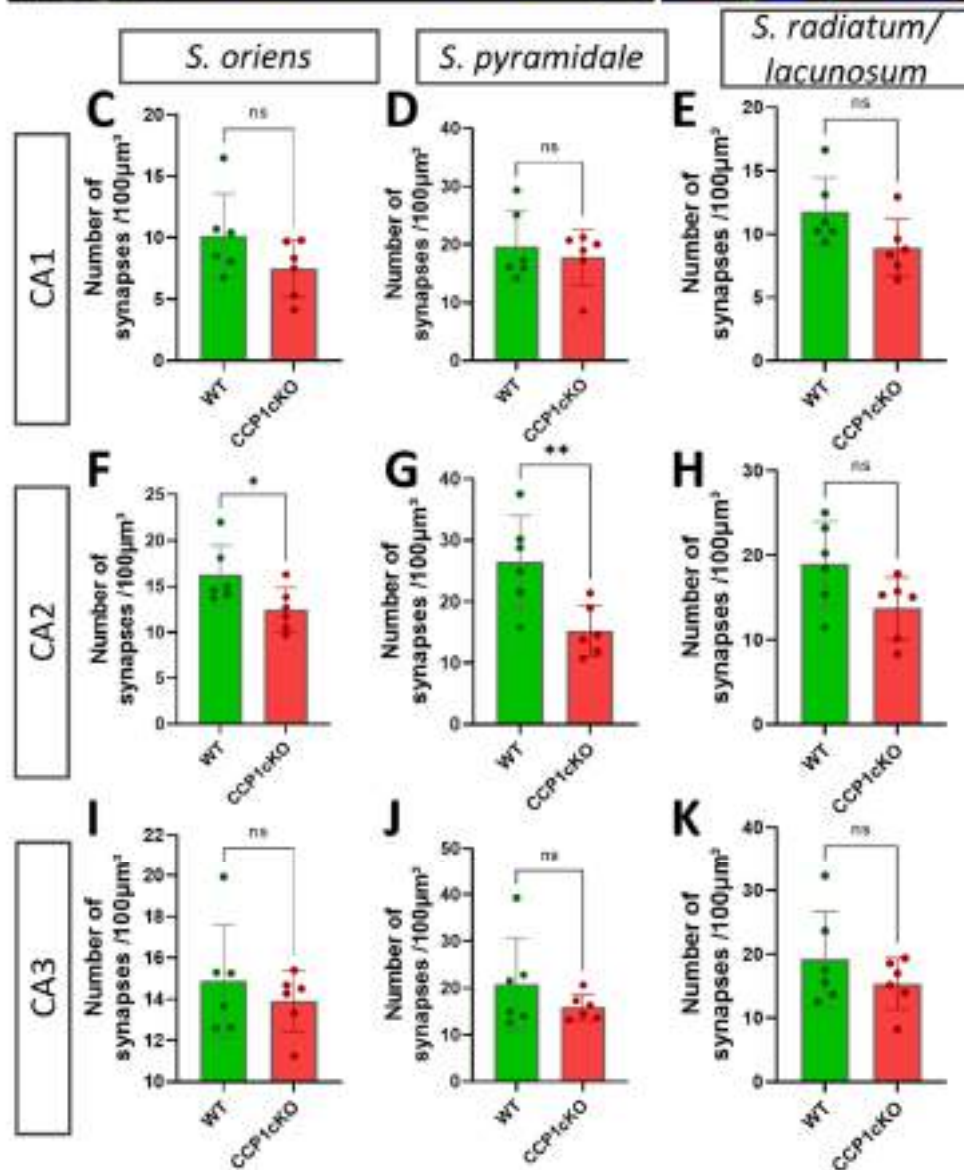 S. oriens
S. pyramidale
S. radiatum/
lacunosum
CA1
C
Number of
synapses /100µm³
20
15
10
5
0
ns
WT
CCP1cKO
D
Number of
synapses /100µm³
40
30
20
10
0
ns
WT
CCP1cKO
E
Number of
synapses /100µm³
20
15
10
5
0
ns
WT
CCP1cKO
CA2
F
Number of
synapses /100µm³
25
20
15
10
5
0
*
WT
CCP1cKO
G
Number of
synapses /100µm³
40
30
20
10
0
**
WT
CCP1cKO
H
Number of
synapses /100µm³
30
20
10
0
ns
WT
CCP1cKO
CA3
I
Number of
synapses /100µm³
22
20
18
16
14
12
10
ns
WT
CCP1cKO
J
Number of
synapses /100µm³
50
40
30
20
10
0
ns
WT
CCP1cKO
K
Number of
synapses /100µm³
40
30
20
10
0
ns
WT
CCP1cKO